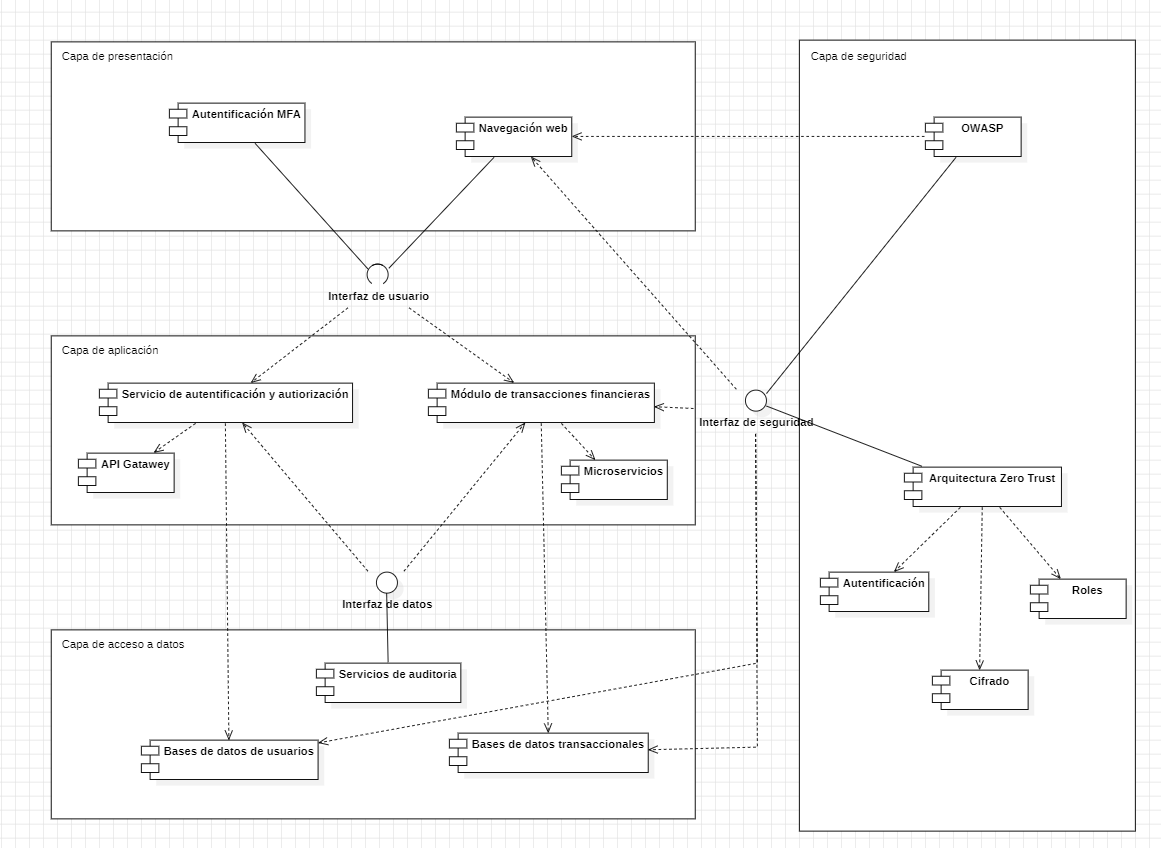 Capa de presentación
Autentificación MFA
Navegación web
Interfaz de usuario
Capa de aplicación
Servicio de autentificación y autiorización
Módulo de transacciones financieras
API Gatawey
Microservicios
Interfaz de datos
Capa de acceso a datos
Servicios de auditoria
Bases de datos de usuarios
Bases de datos transaccionales
Interfaz de seguridad
Capa de seguridad
OWASP
Arquitectura Zero Trust
Autentificación
Roles
Cifrado